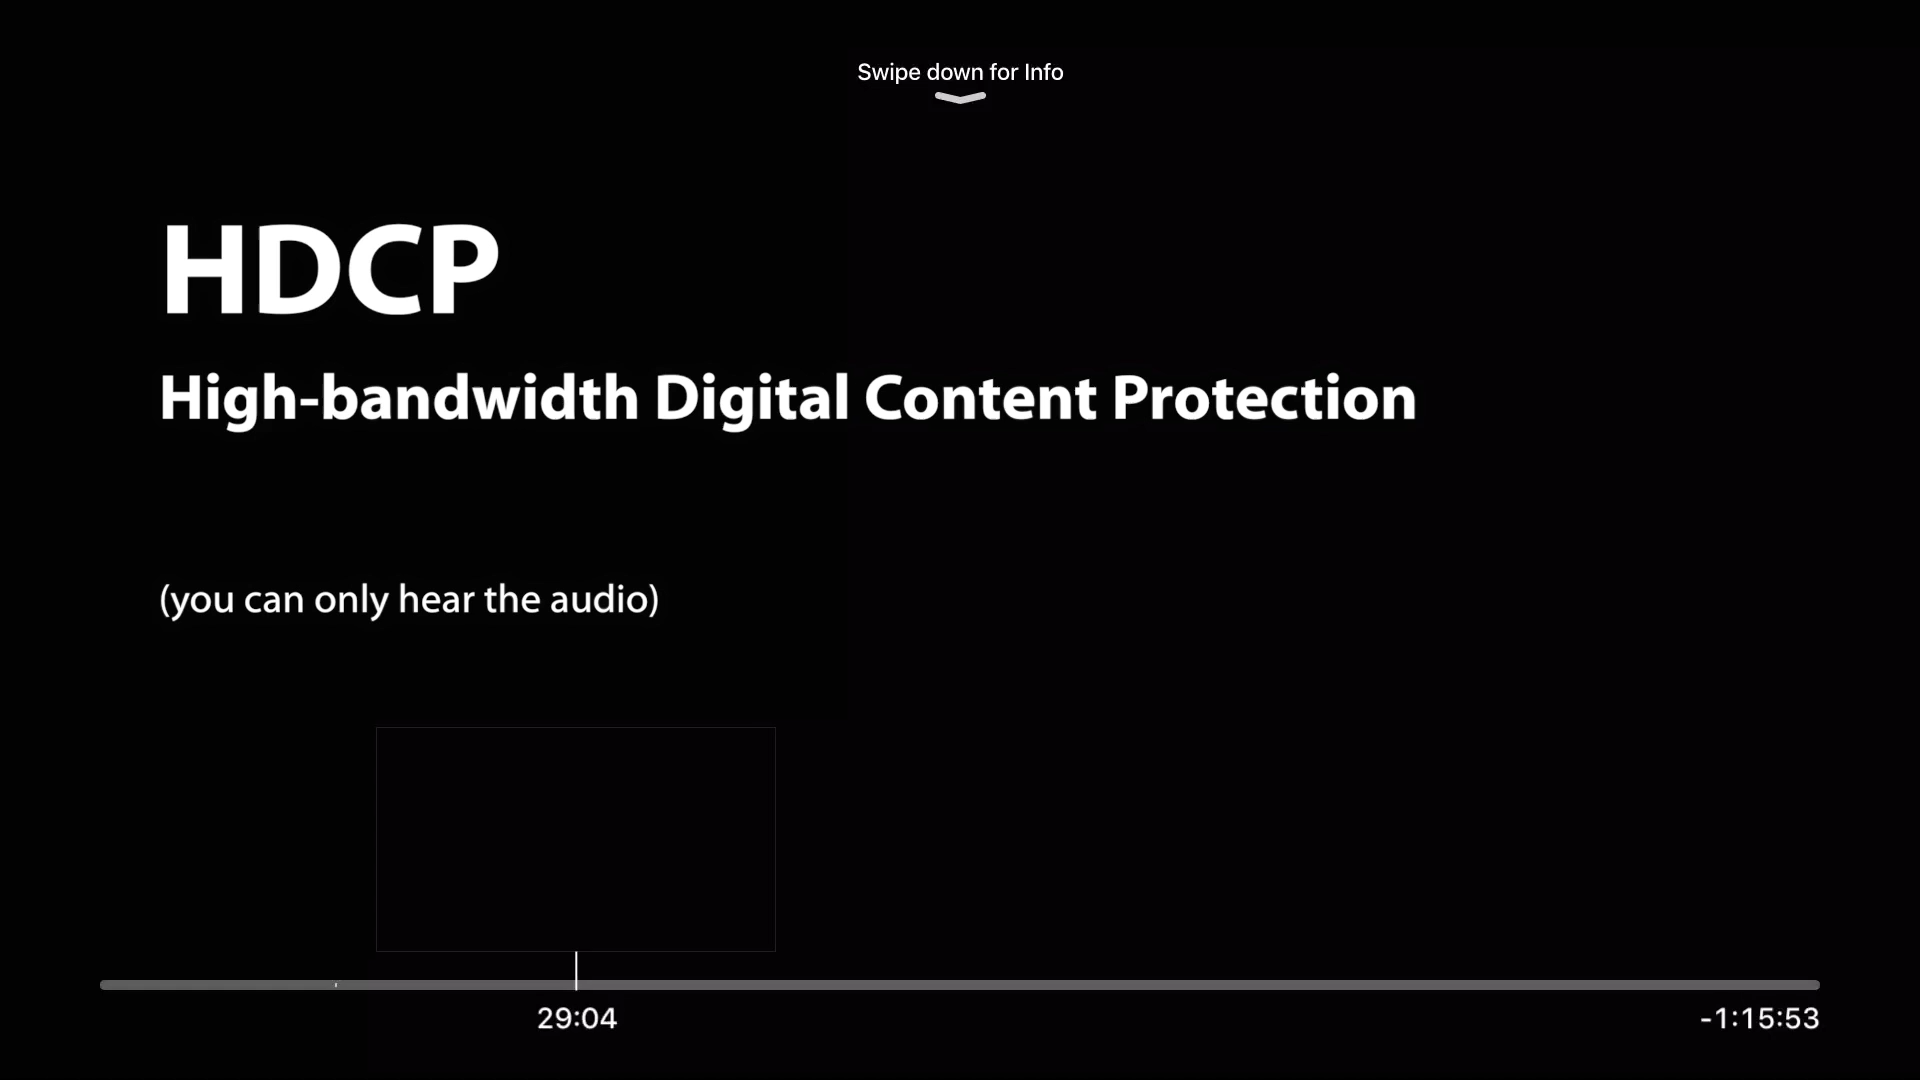 Swipe down for Info
HDCP
High-bandwidth Digital Content Protection
(you can only hear the audio)
29:04
-1:15:53